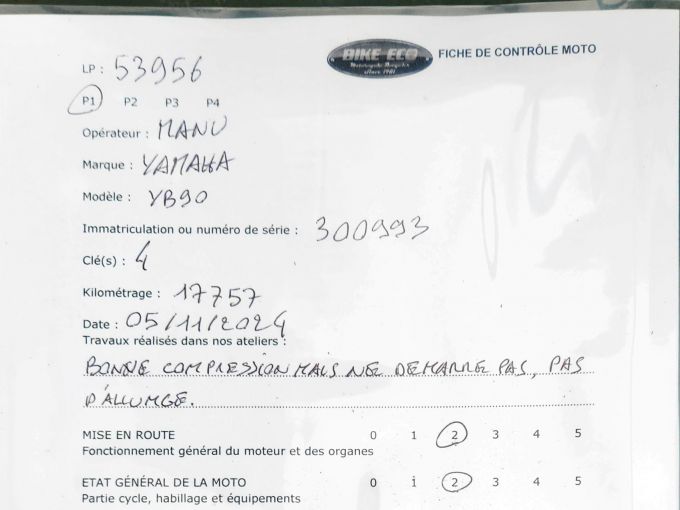 BIKE ECO
FICHE DE CONTRÔLE MOTO
LP : 53956
P1 P2 P3 P4
Opérateur : MANU
Marque : YAMAHA
Modèle : YB90
Immatriculation ou numéro de série : 300993
Clé(s) : 4
Kilométrage : 17757
Date : 05/11/2024
Travaux réalisés dans nos ateliers :
BONNE COMPRESSION MAIS NE DEMARRE PAS, PAS
D'ALLUMGE.
MISE EN ROUTE 0 1 2 3 4 5
Fonctionnement général du moteur et des organes
ETAT GÉNÉRAL DE LA MOTO 0 1 2 3 4 5
Partie cycle, habillage et équipements